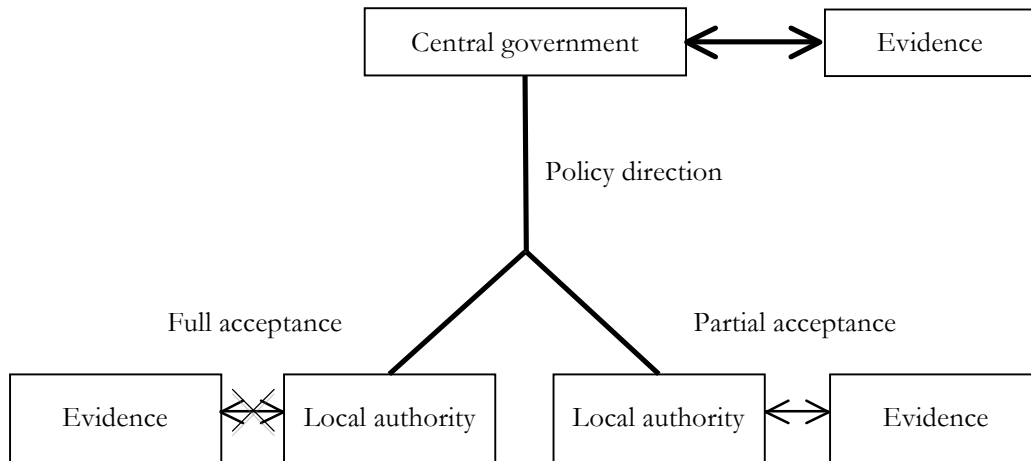 Central government
Evidence
Policy direction
Full acceptance
Partial acceptance
Evidence
Local authority
Local authority
Evidence